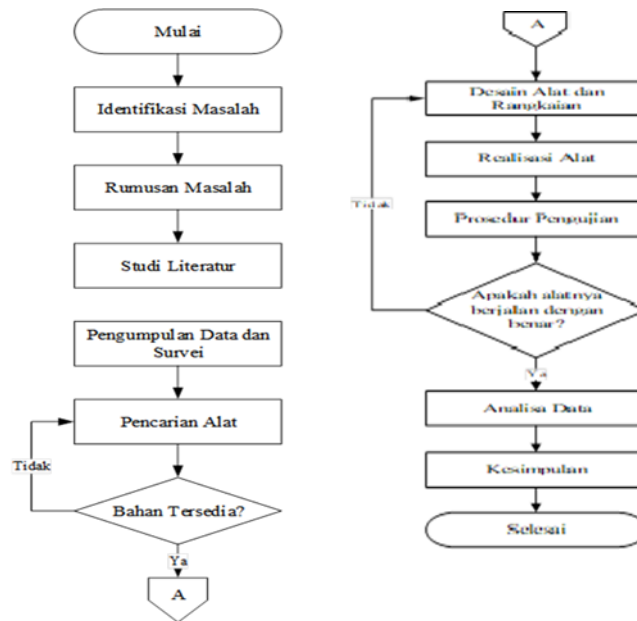 Mulai
Identifikasi Masalah
Rumusan Masalah
Studi Literatur
Pengumpulan Data dan
Survei
Pencarian Alat
Tidak
Bahan Tersedia?
Ya
A
A
Desain Alat dan
Rangkaian
Realisasi Alat
Tidak
Prosedur Pengujian
Apakah alatnya
berjalan dengan
benar?
Ya
Analisa Data
Kesimpulan
Selesai